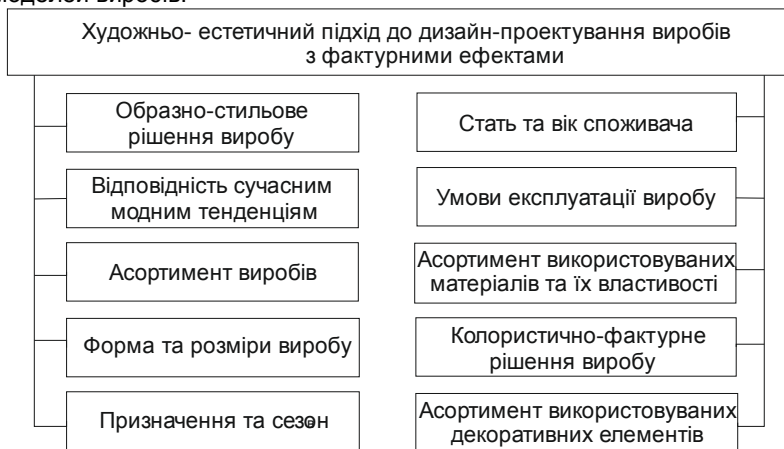 моделей виробів.
Художньо- естетичний підхід до дизайн-проектування виробів
з фактурними ефектами
Образно-стильове
рішення виробу
Відповідність сучасним
модним тенденціям
Асортимент виробів
Форма та розміри виробу
Призначення та сезон
Стать та вік споживача
Умови експлуатації виробу
Асортимент використовуваних
матеріалів та їх властивості
Колористично-фактурне
рішення виробу
Асортимент використовуваних
декоративних елементів